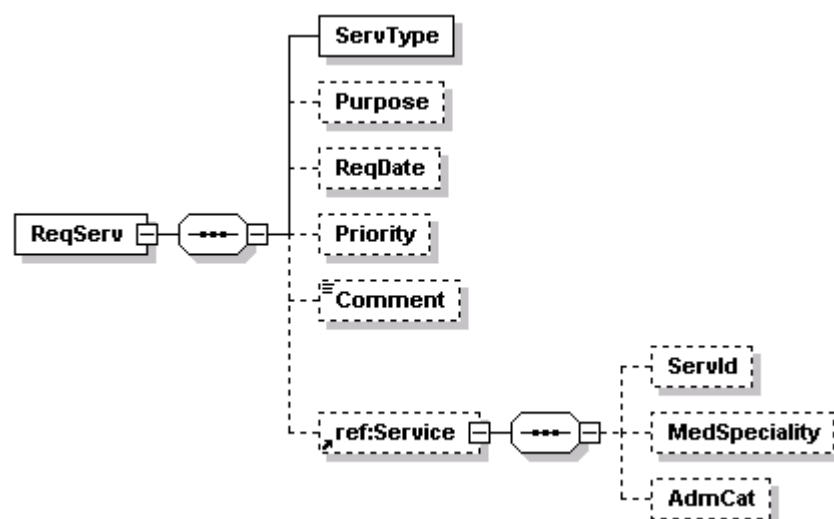 ServType
Purpose
ReqDate
ReqServ
Priority
Comment
ServId
ref:Service
MedSpeciality
AdmCat